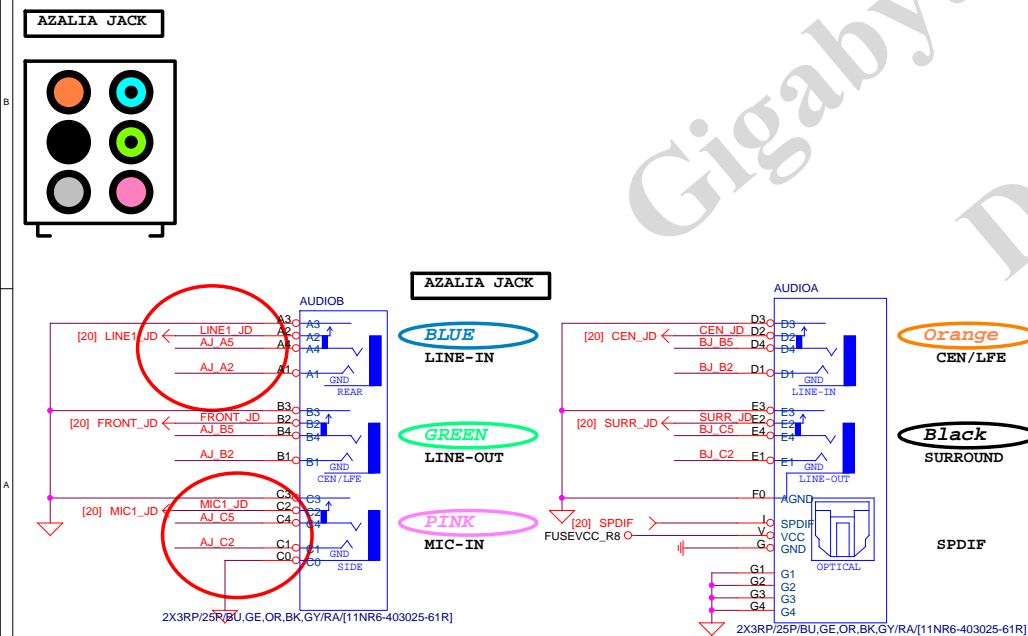 AZALIA JACK
B
Gigaby
D
AZALIA JACK
AUDIOB
A3 A3
[20] LINE1_JD LINE1_JD A2 A2
AJ_A5 A4 A4
AJ_A2 A1 A1
GND
REAR
BLUE
LINE-IN
B3 B3
[20] FRONT_JD FRONT_JD B2 B2
AJ_B5 B4 B4
AJ_B2 B1 B1
GND
CEN/LFE
GREEN
LINE-OUT
A
C3 C3
[20] MIC1_JD MIC1_JD C2 C2
AJ_C5 C4 C4
AJ_C2 C1 C1
GND
C0 C0
SIDE
PINK
MIC-IN
2X3RP/25P/BU,GE,OR,BK,GY/RA/[11NR6-403025-61R]
AUDIOA
D3 D3
[20] CEN_JD CEN_JD D2 D2
BJ_B5 D4 D4
BJ_B2 D1 D1
GND
LINE-IN
Orange
CEN/LFE
E3 E3
[20] SURR_JD SURR_JD E2 E2
BJ_C5 E4 E4
BJ_C2 E1 E1
GND
LINE-OUT
Black
SURROUND
F0 AGND
[20] SPDIF I SPDIF
FUSEVCC_R8 V VCC
G GND
OPTICAL
SPDIF
G1 G1
G2 G2
G3 G3
G4 G4
2X3RP/25P/BU,GE,OR,BK,GY/RA/[11NR6-403025-61R]